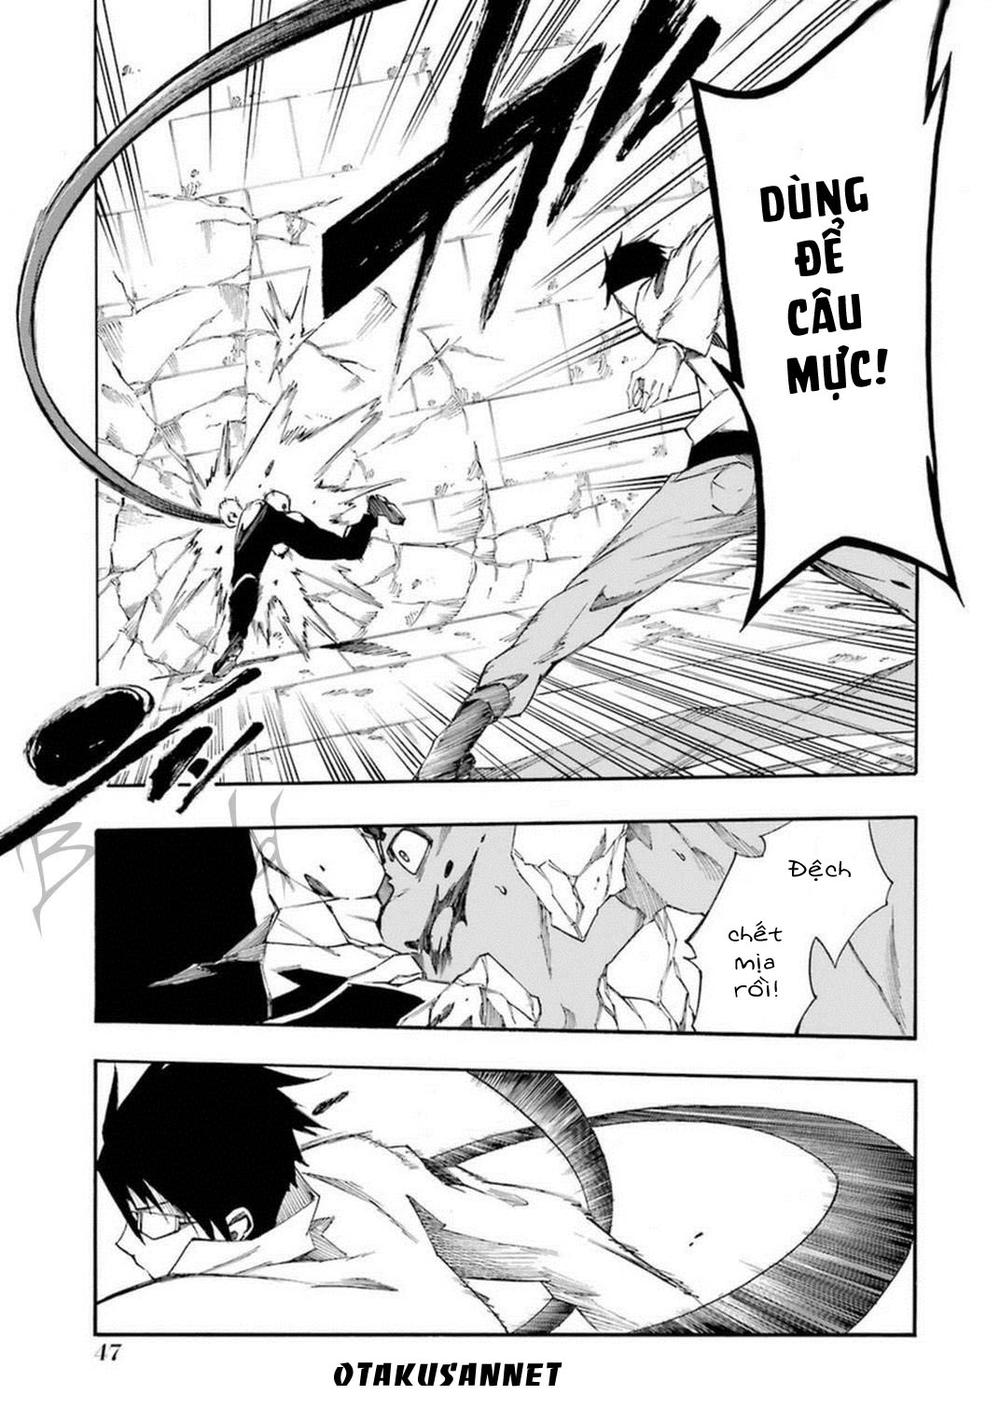 DÙNG
ĐỂ
CÂU
MỰC!
Đệch
chết
mịa
rồi!
47
OTAKUSANNET